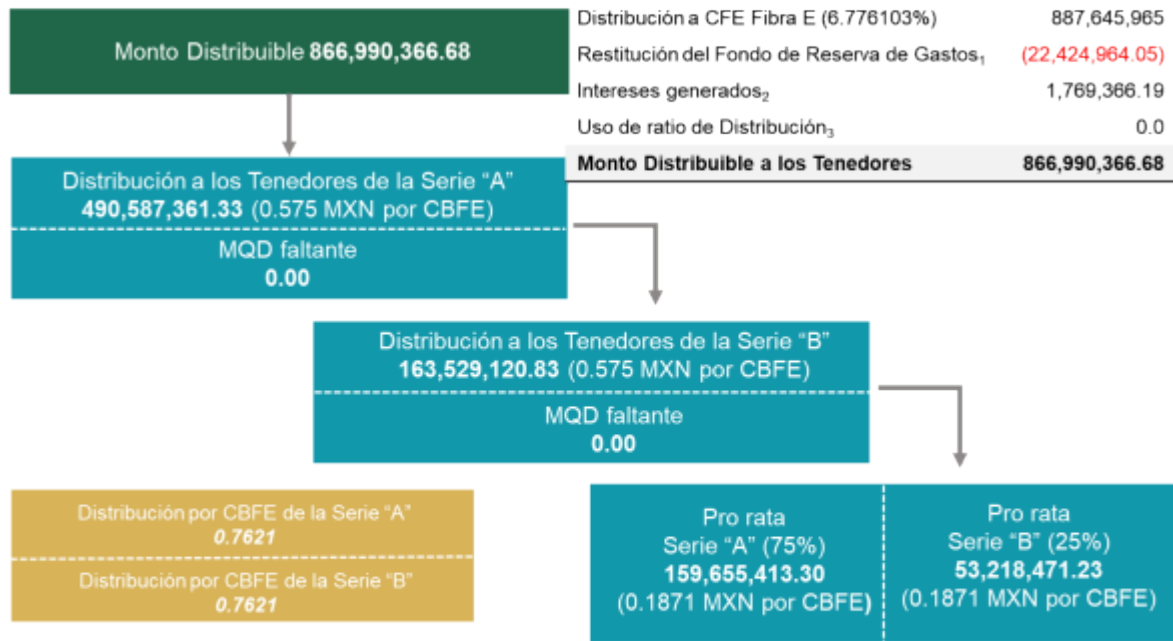 Monto Distribuible 866,990,366.68
Distribución a CFE Fibra E (6.776103%) 887,645,965
Restitución del Fondo de Reserva de Gastos₁ (22,424,964.05)
Intereses generados₂ 1,769,366.19
Uso de ratio de Distribución₃ 0.0
Monto Distribuible a los Tenedores 866,990,366.68
Distribución a los Tenedores de la Serie “A”
490,587,361.33 (0.575 MXN por CBFE)
MQD faltante
0.00
Distribución a los Tenedores de la Serie “B”
163,529,120.83 (0.575 MXN por CBFE)
MQD faltante
0.00
Distribución por CBFE de la Serie “A”
0.7621
Distribución por CBFE de la Serie “B”
0.7621
Pro rata
Serie “A” (75%)
159,655,413.30
(0.1871 MXN por CBFE)
Pro rata
Serie “B” (25%)
53,218,471.23
(0.1871 MXN por CBFE)